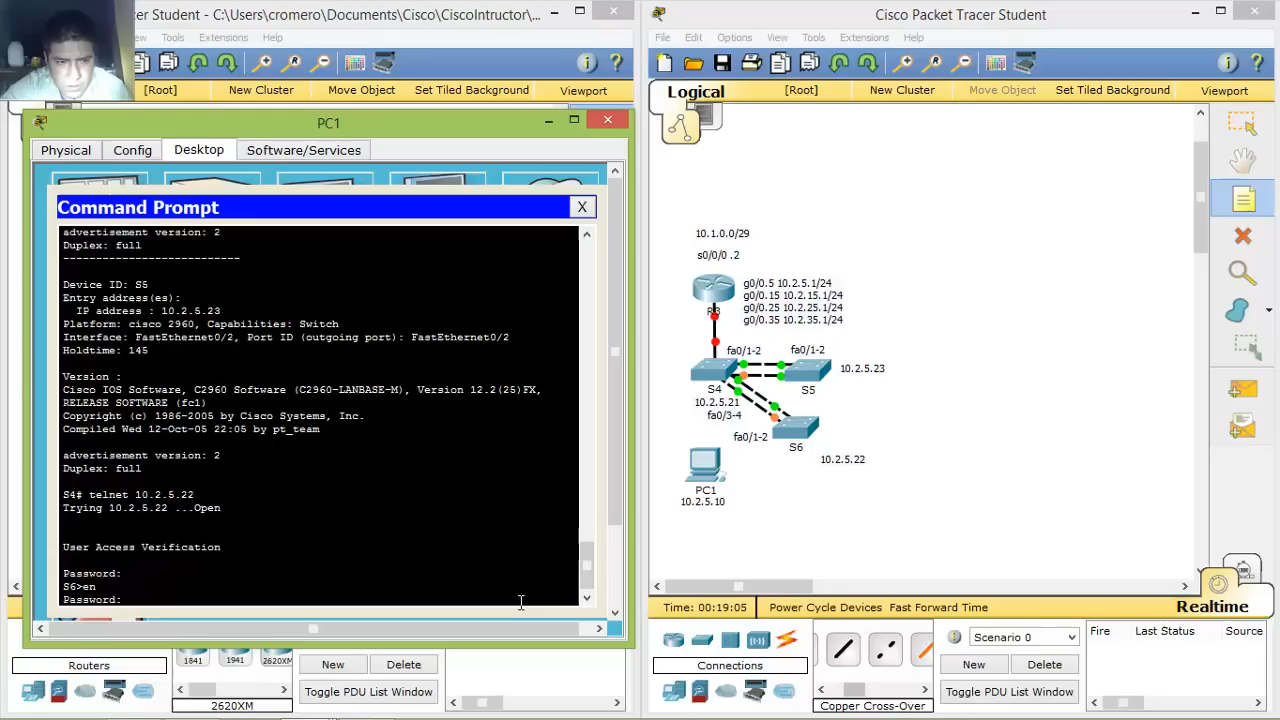 Tracer Student - C:\Users\cromero\Documents\Cisco\CiscoIntructor\...
Tools Extensions Help
[Root] New Cluster Move Object Set Tiled Background Viewport
PC1
Physical Config Desktop Software/Services
Command Prompt X
advertisement version: 2
Duplex: full
---------------------------
Device ID: S5
Entry address(es):
IP address : 10.2.5.23
Platform: cisco 2960, Capabilities: Switch
Interface: FastEthernet0/2, Port ID (outgoing port): FastEthernet0/2
Holdtime: 145
Version :
Cisco IOS Software, C2960 Software (C2960-LANBASE-M), Version 12.2(25)FX,
RELEASE SOFTWARE (fc1)
Copyright (c) 1986-2005 by Cisco Systems, Inc.
Compiled Wed 12-Oct-05 22:05 by pt_team
advertisement version: 2
Duplex: full
S4# telnet 10.2.5.22
Trying 10.2.5.22 ...Open
User Access Verification
Password:
S6>en
Password:
Routers
1841 1941 2620XM
2620XM
New Delete
Toggle PDU List Window
Cisco Packet Tracer Student
File Edit Options View Tools Extensions Help
Logical [Root] New Cluster Move Object Set Tiled Background Viewport
10.1.0.0/29
s0/0/0 .2
g0/0.5 10.2.5.1/24
g0/0.15 10.2.15.1/24
g0/0.25 10.2.25.1/24
g0/0.35 10.2.35.1/24
fa0/1-2 fa0/1-2
10.2.5.23
S4 S5
10.2.5.21
fa0/3-4
fa0/1-2
S6
10.2.5.22
PC1
10.2.5.10
Time: 00:19:05 Power Cycle Devices Fast Forward Time Realtime
Connections
Copper Cross-Over
Scenario 0
New Delete
Toggle PDU List Window
Fire Last Status Source